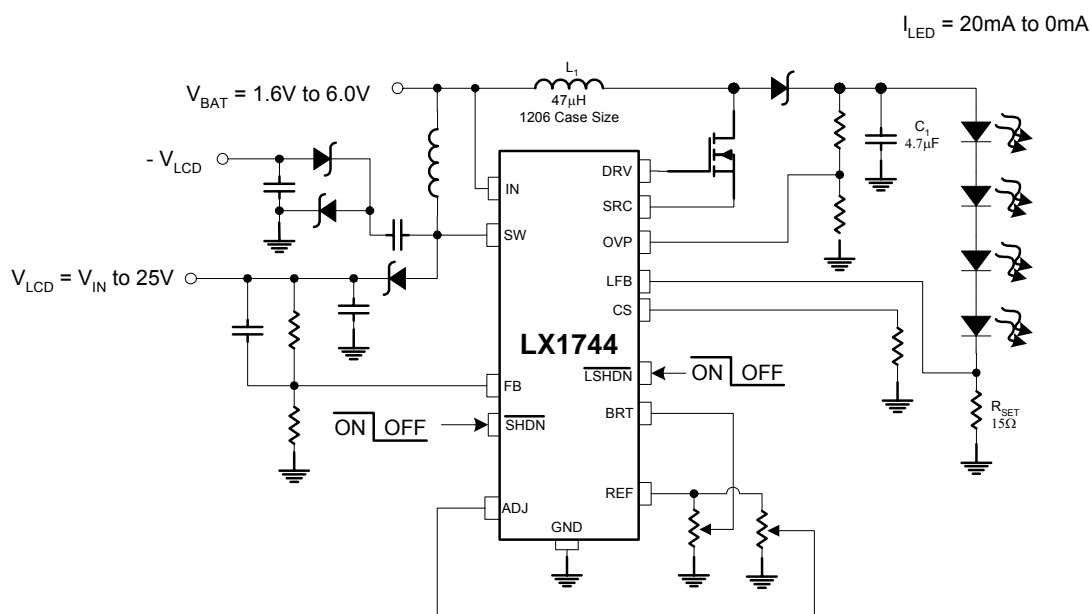 I_LED = 20mA to 0mA
L1
47µH
1206 Case Size
V_BAT = 1.6V to 6.0V
C1
4.7µF
- V_LCD
DRV
IN
SRC
SW
OVP
V_LCD = V_IN to 25V
LFB
CS
LX1744
LSHDN
ON OFF
FB
BRT
R_SET
15Ω
ON OFF
SHDN
REF
ADJ
GND